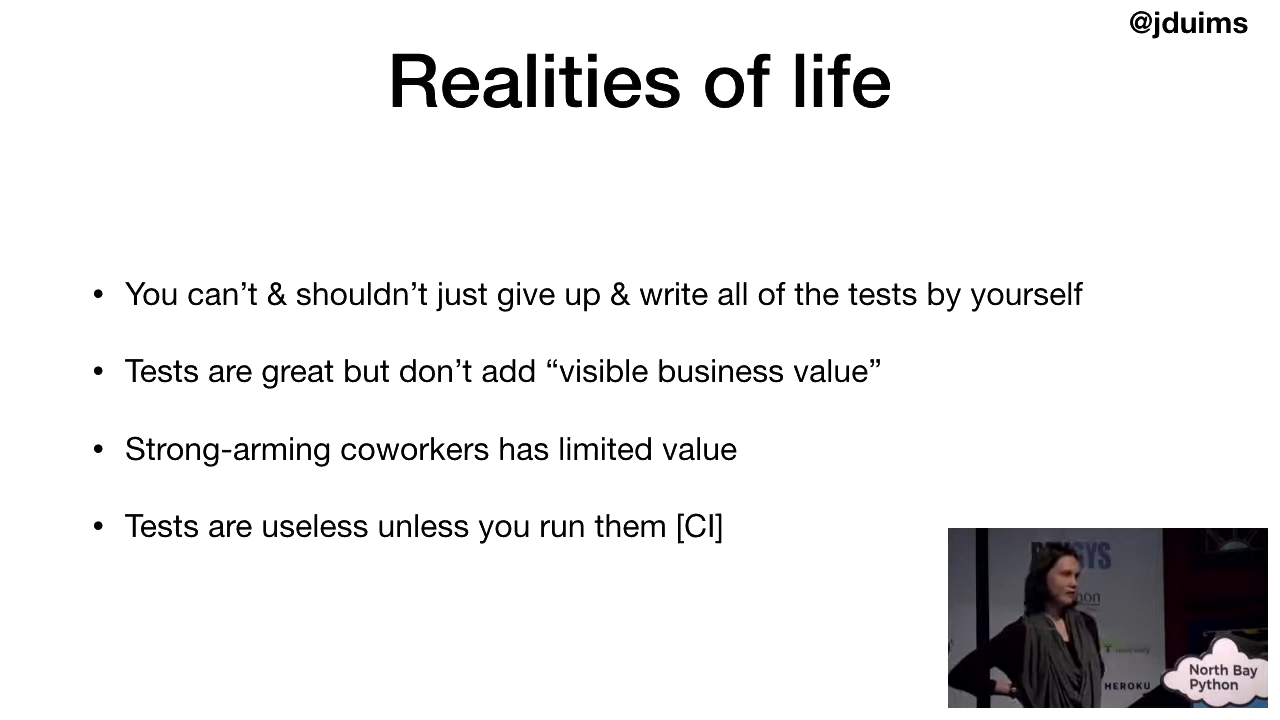 @jduims
Realities of life
• You can’t & shouldn’t just give up & write all of the tests by yourself
• Tests are great but don’t add “visible business value”
• Strong-arming coworkers has limited value
• Tests are useless unless you run them [CI]
HEROKU
North Bay
Python